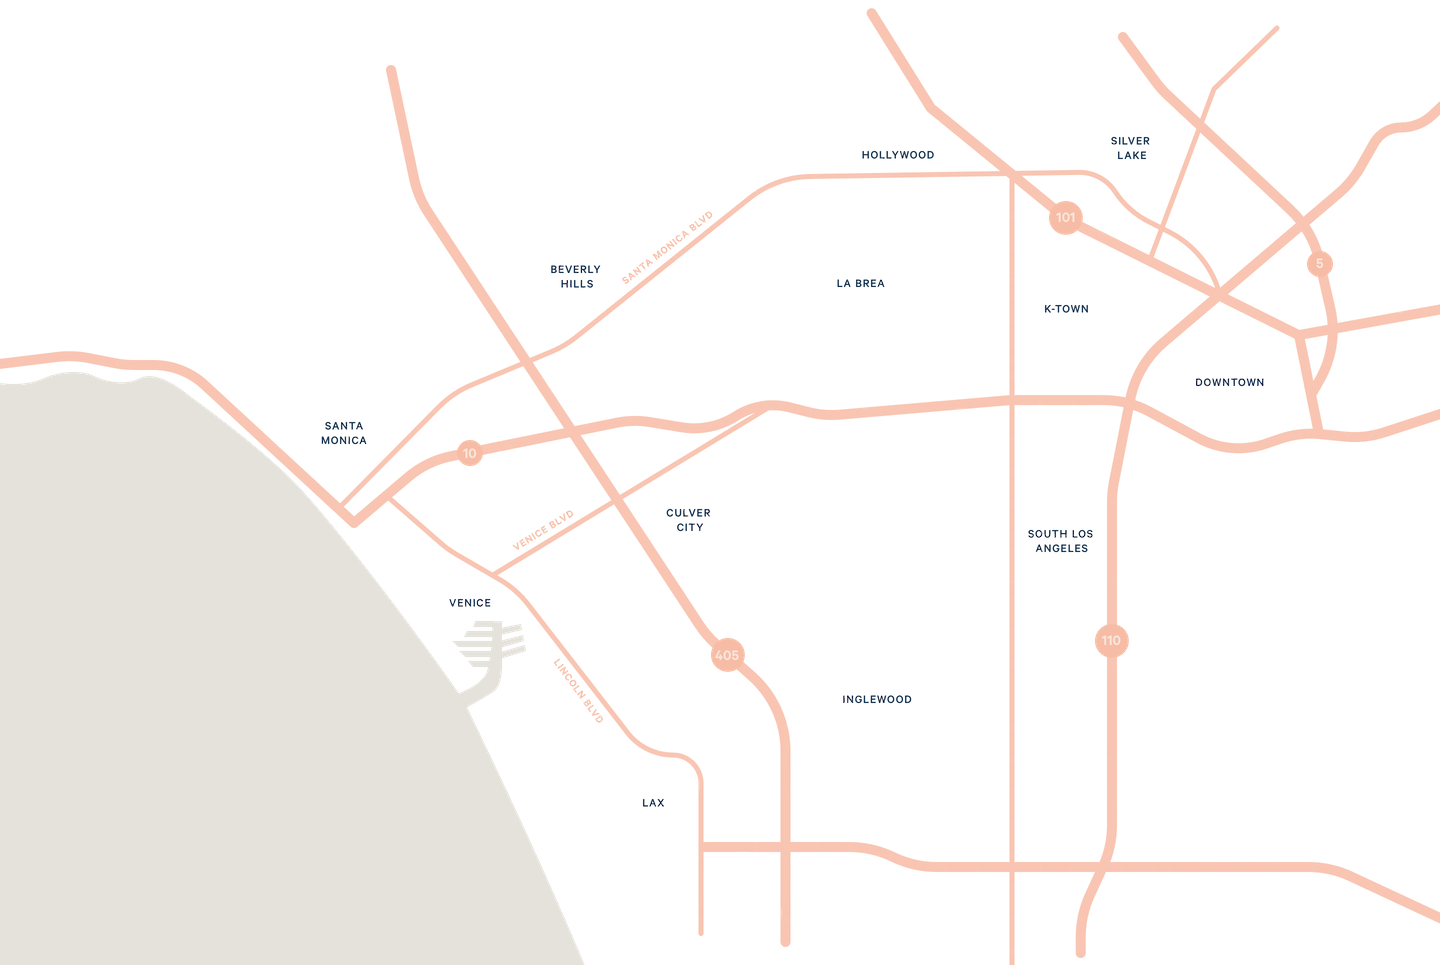 SILVER
LAKE
HOLLYWOOD
101
SANTA MONICA BLVD
5
BEVERLY
HILLS
LA BREA
K-TOWN
DOWNTOWN
SANTA
MONICA
10
CULVER
CITY
VENICE BLVD
SOUTH LOS
ANGELES
VENICE
110
405
LINCOLN BLVD
INGLEWOOD
LAX